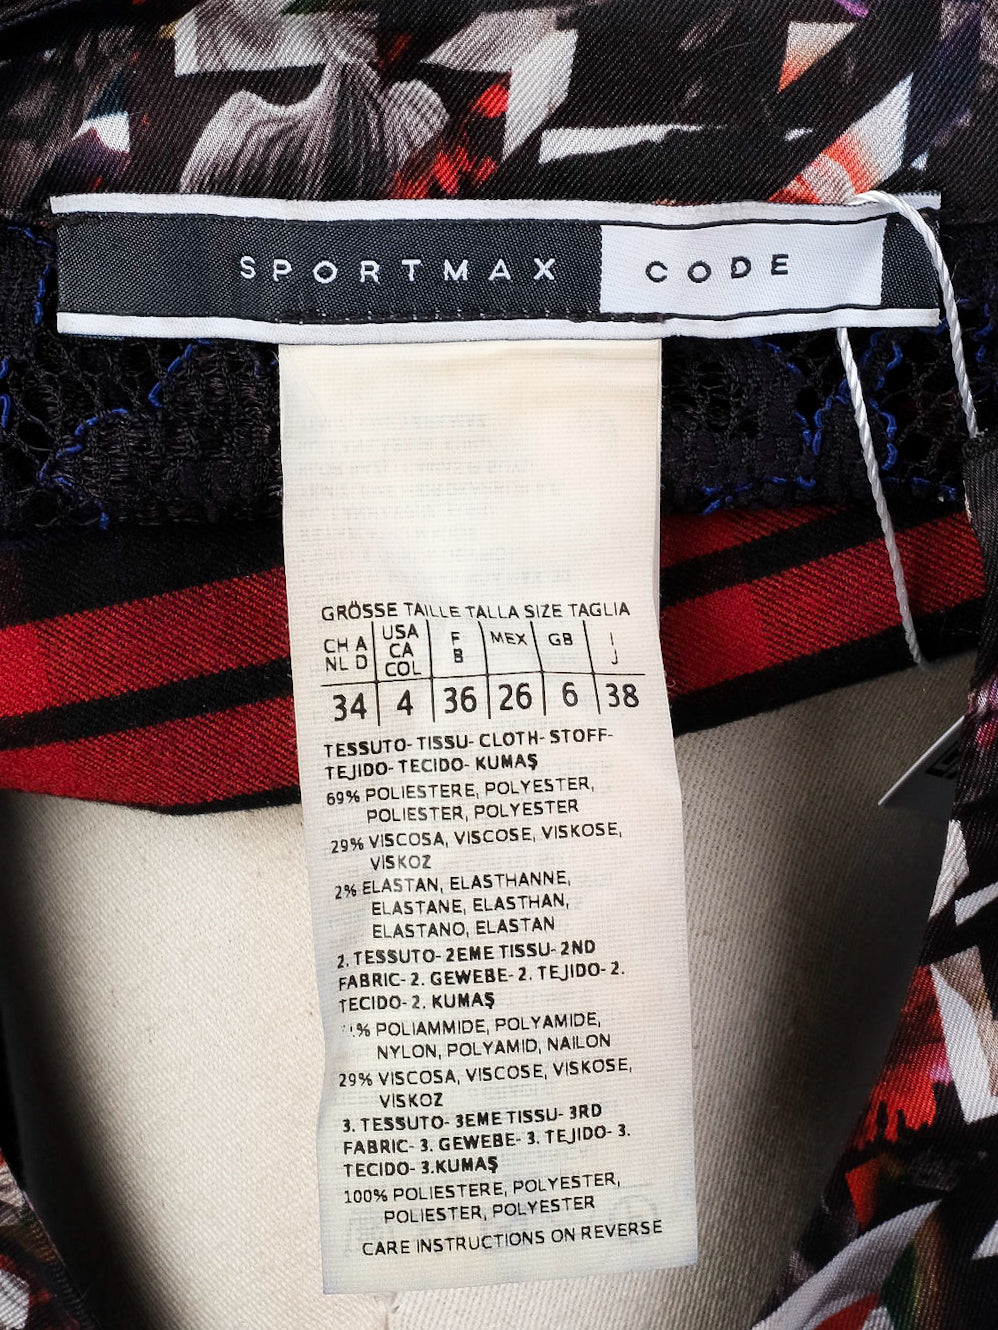 SPORTMAX CODE
GRÖSSE TAILLE TALLA SIZE TAGLIA
CH A NL D USA CA COL F B MEX GB I J
34 4 36 26 6 38
TESSUTO- TISSU- CLOTH- STOFF-
TEJIDO- TECIDO- KUMAŞ
69% POLIESTERE, POLYESTER,
POLIESTER, POLYESTER
29% VISCOSA, VISCOSE, VISKOSE,
VİSKOZ
2% ELASTAN, ELASTHANNE,
ELASTANE, ELASTHAN,
ELASTANO, ELASTAN
2. TESSUTO- 2EME TISSU- 2ND
FABRIC- 2. GEWEBE- 2. TEJIDO- 2.
TECIDO- 2. KUMAŞ
% POLIAMMIDE, POLYAMIDE,
NYLON, POLYAMID, NAILON
29% VISCOSA, VISCOSE, VISKOSE,
VİSKOZ
3. TESSUTO- 3EME TISSU- 3RD
FABRIC- 3. GEWEBE- 3. TEJIDO- 3.
TECIDO- 3.KUMAŞ
100% POLIESTERE, POLYESTER,
POLIESTER, POLYESTER
CARE INSTRUCTIONS ON REVERSE